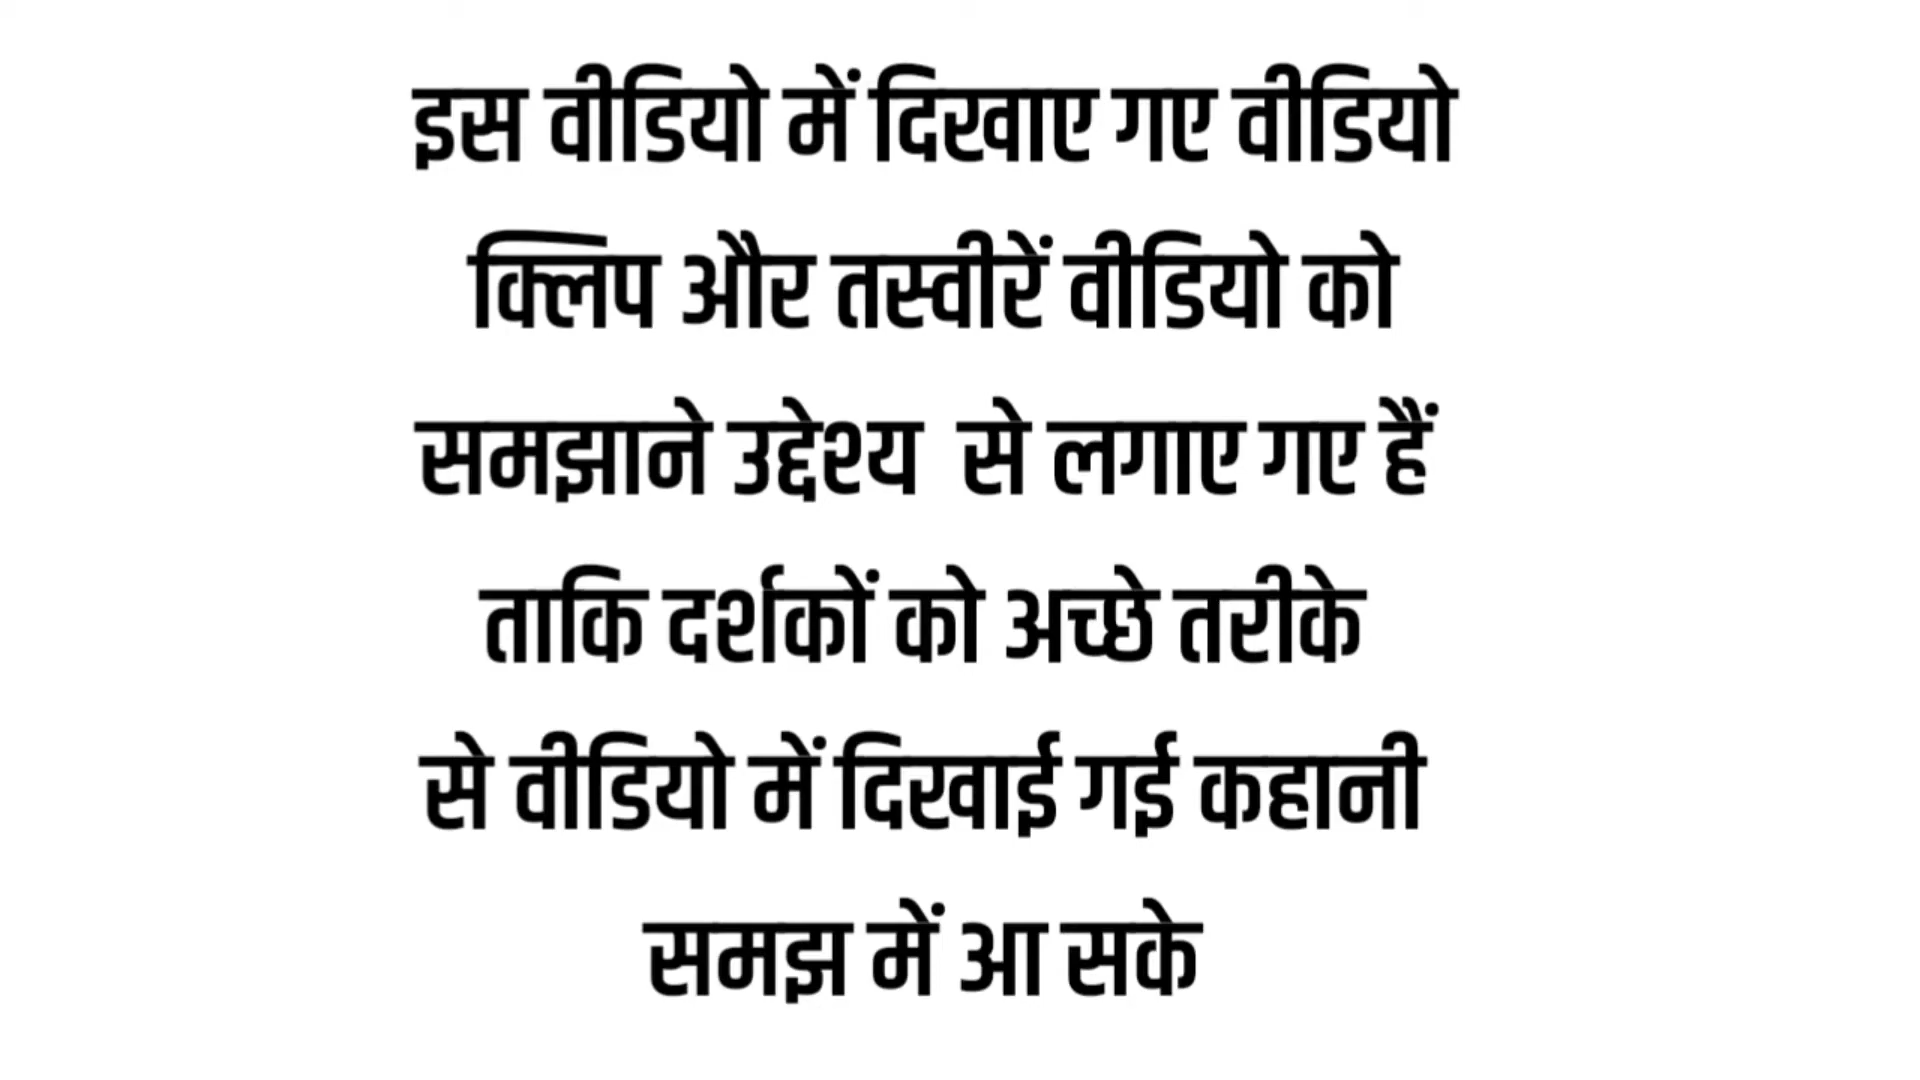 इस वीडियो में दिखाए गए वीडियो
क्लिप और तस्वीरें वीडियो को
समझाने उद्देश्य से लगाए गए हैं
ताकि दर्शकों को अच्छे तरीके
से वीडियो में दिखाई गई कहानी
समझ में आ सके